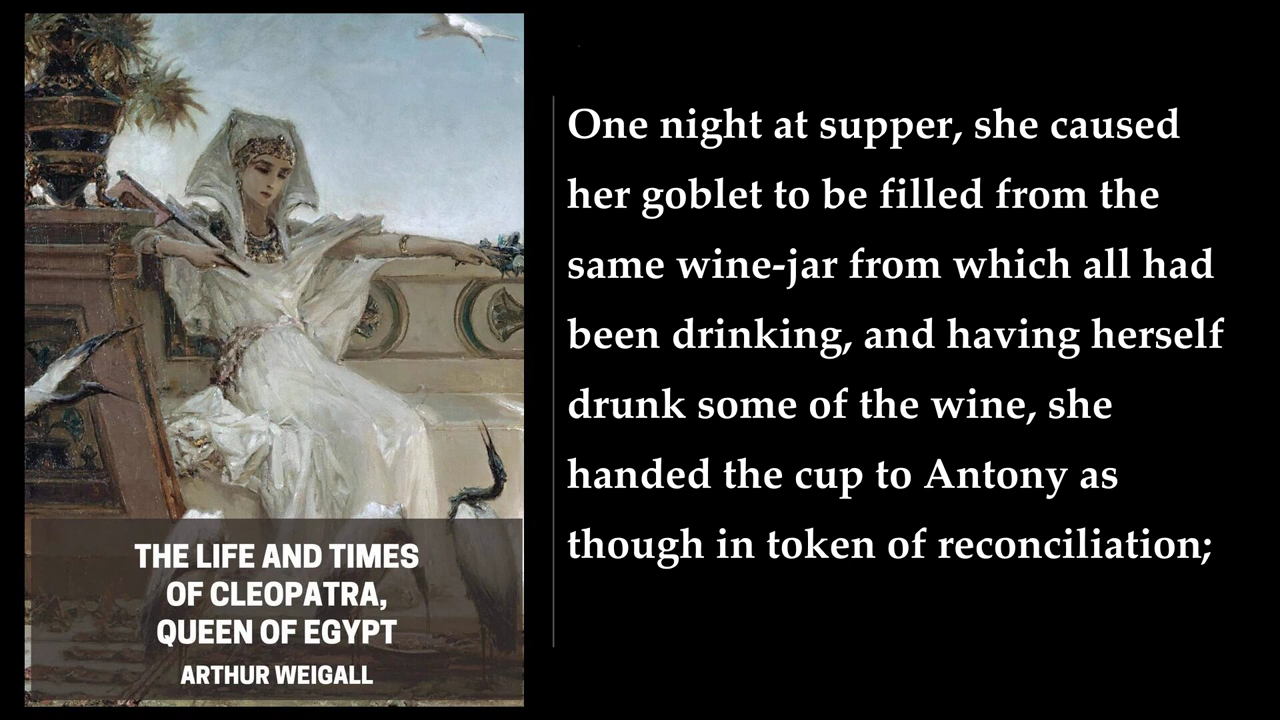 THE LIFE AND TIMES
OF CLEOPATRA,
QUEEN OF EGYPT
ARTHUR WEIGALL
One night at supper, she caused
her goblet to be filled from the
same wine-jar from which all had
been drinking, and having herself
drunk some of the wine, she
handed the cup to Antony as
though in token of reconciliation;